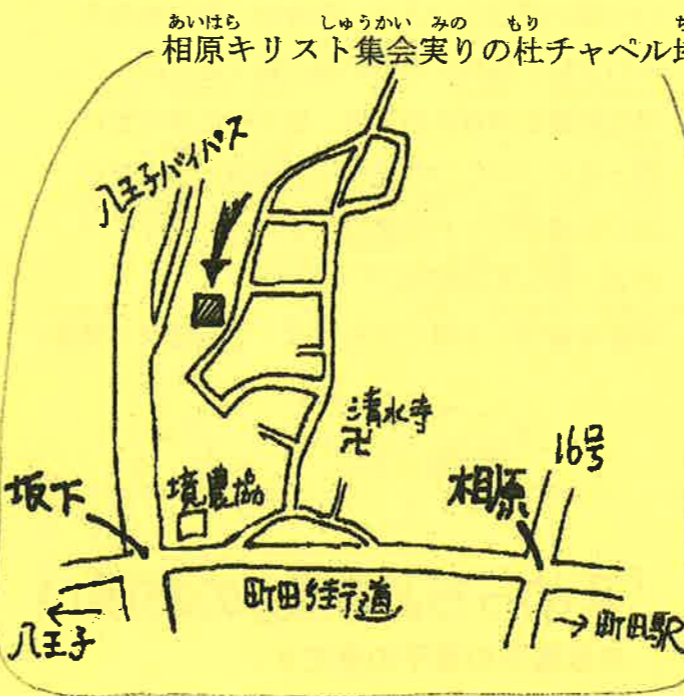 あいはら しゅうかい みの もり
相原キリスト集会実りの杜チャペル
八王子バイパス
清水寺
卍
16号
坂下
境農協
相原
町田街道
← 八王子
→ 町田駅